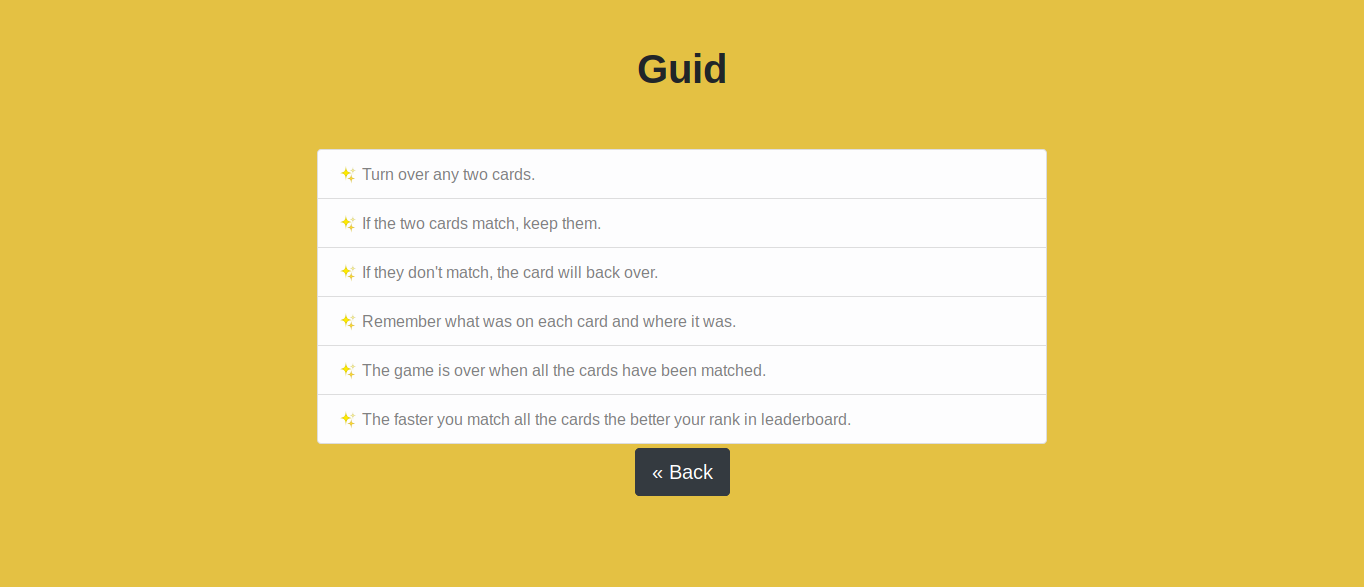 Guid
✨ Turn over any two cards.
✨ If the two cards match, keep them.
✨ If they don't match, the card will back over.
✨ Remember what was on each card and where it was.
✨ The game is over when all the cards have been matched.
✨ The faster you match all the cards the better your rank in leaderboard.
« Back